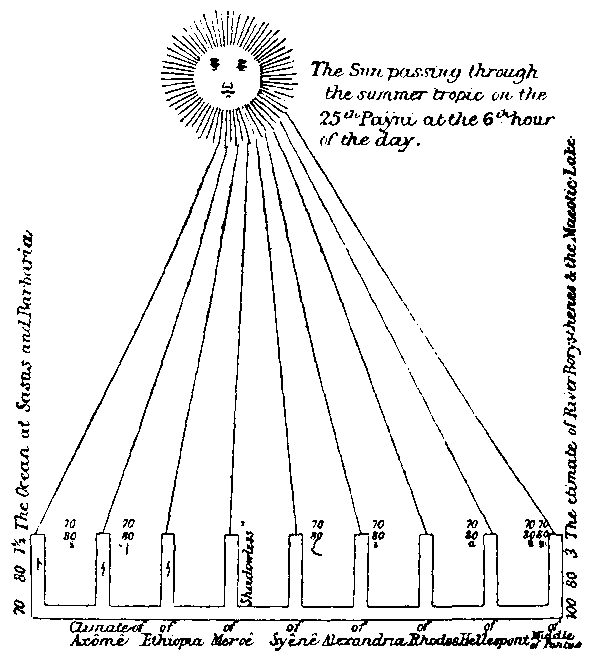 The Sun passing through
the summer tropic on the
25th Payni at the 6th hour
of the day.
70 80 1½ The Ocean at Sasus and Barbaria
100 80 3 The climate of River Borysthenes & the Maeotic Lake.
70 70 70 70 70 70 70
80 80 80 80 80 80 80
Shadowless
Climate of of of of of of of of
Axômê Ethiopia Meroê Syênê Alexandria Rhodes Hellespont Middle
of Pontus